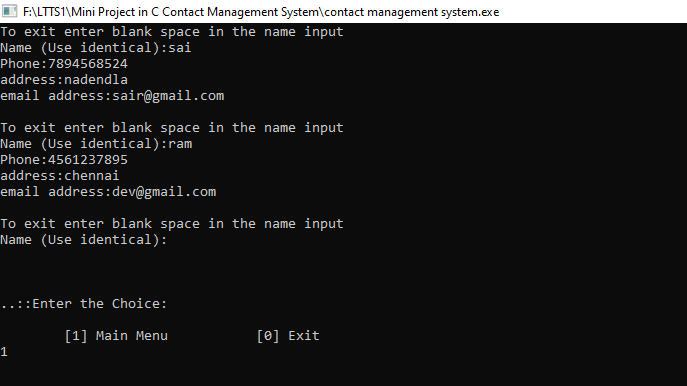 F:\LTTS1\Mini Project in C Contact Management System\contact management system.exe
To exit enter blank space in the name input
Name (Use identical):sai
Phone:7894568524
address:nadendla
email address:sair@gmail.com
To exit enter blank space in the name input
Name (Use identical):ram
Phone:4561237895
address:chennai
email address:dev@gmail.com
To exit enter blank space in the name input
Name (Use identical):
..::Enter the Choice:
[1] Main Menu [0] Exit
1